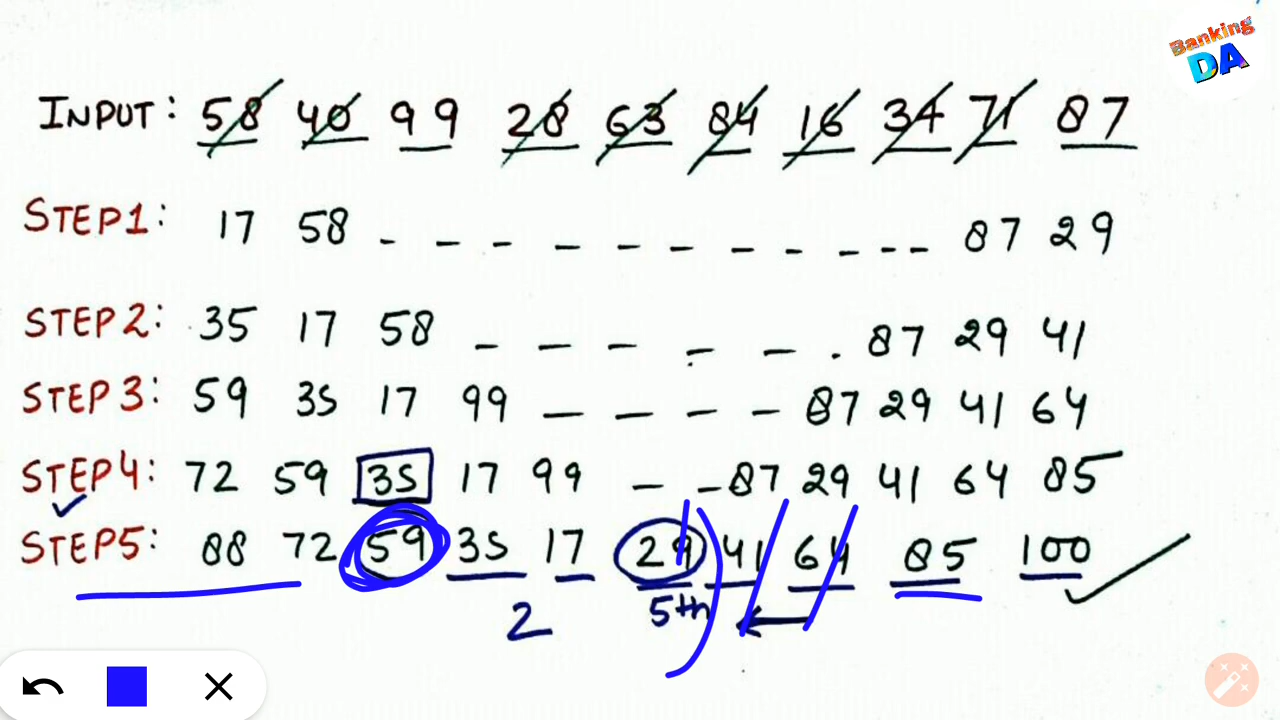 Banking
DA
INPUT: 58 40 99 28 63 84 16 34 71 87
STEP1: 17 58 - - - - - - - - - - - 87 29
STEP2: 35 17 58 - - - - - . 87 29 41
STEP 3: 59 35 17 99 - - - - 87 29 41 64
STEP4: 72 59 35 17 99 - - 87 29 41 64 85
STEP5: 88 72 59 35 17 29 41 64 85 100
2 5th